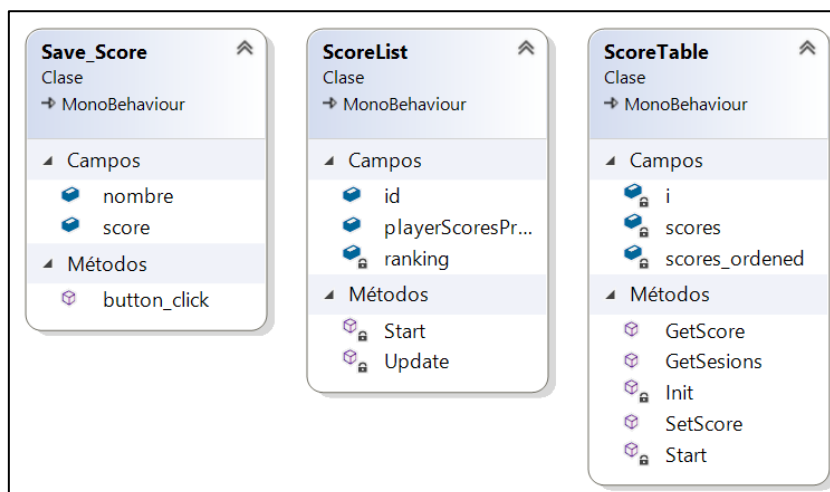 Save_Score
Clase
MonoBehaviour
Campos
nombre
score
Métodos
button_click
ScoreList
Clase
MonoBehaviour
Campos
id
playerScoresPr...
ranking
Métodos
Start
Update
ScoreTable
Clase
MonoBehaviour
Campos
i
scores
scores_ordened
Métodos
GetScore
GetSesions
Init
SetScore
Start